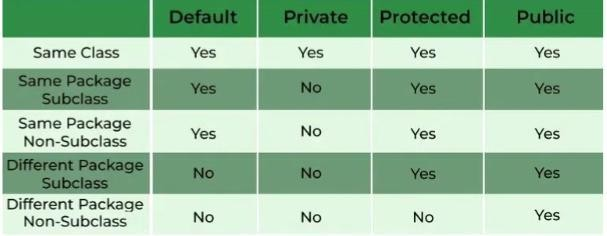 Default Private Protected Public
Same Class Yes Yes Yes Yes
Same Package
Subclass Yes No Yes Yes
Same Package
Non-Subclass Yes No Yes Yes
Different Package
Subclass No No Yes Yes
Different Package
Non-Subclass No No No Yes